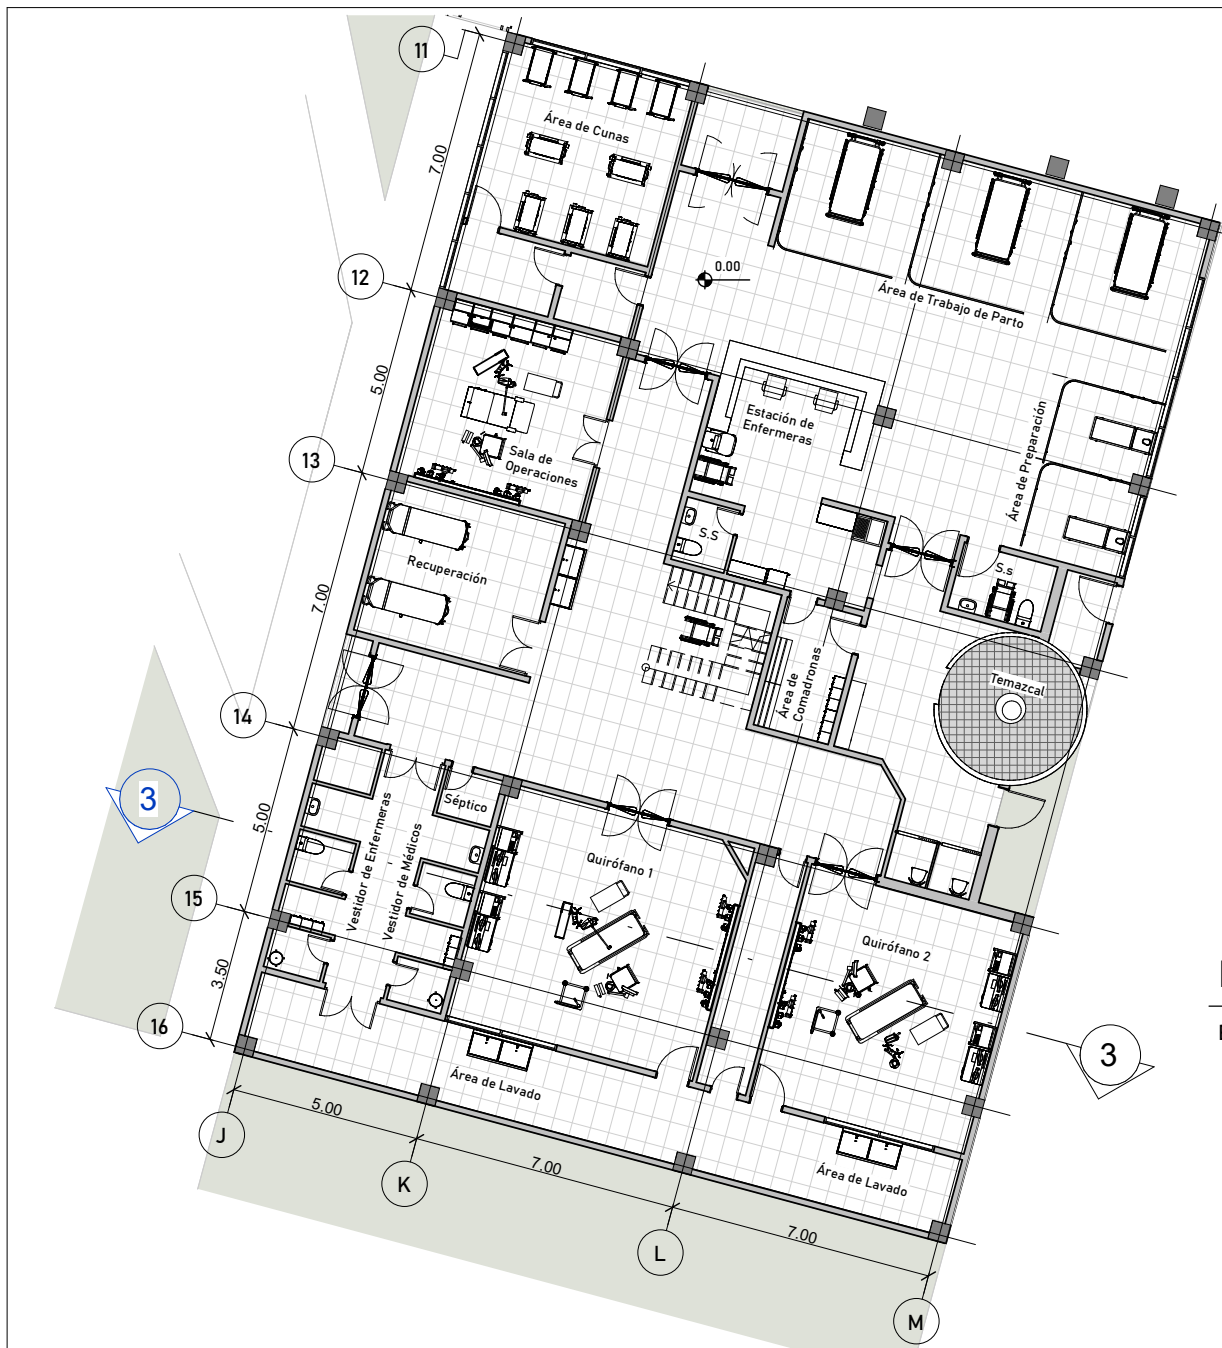 11
Área de Cunas
7.00
12
0.00
Área de Trabajo de Parto
5.00
Estación de
Enfermeras
Área de Preparación
13
Sala de
Operaciones
S.S
Recuperación
S.s
7.00
Área de
Comadronas
Temazcal
14
3
Séptico
5.00
Vestidor de Enfermeras
Vestidor de Médicos
Quirófano 1
15
Quirófano 2
3.50
16
3
Área de Lavado
5.00
J
7.00
Área de Lavado
K
7.00
L
M